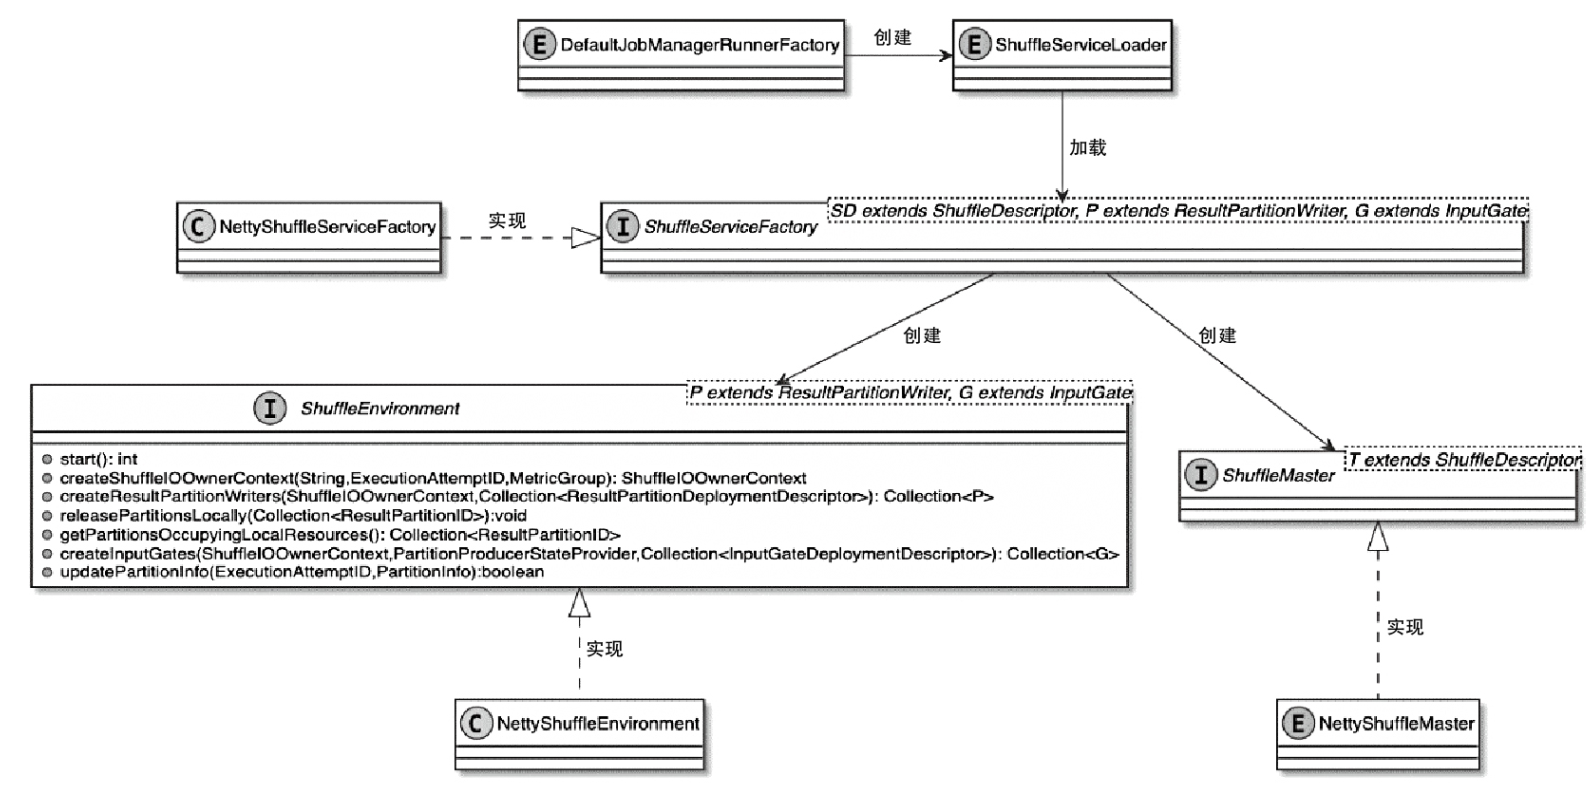 E DefaultJobManagerRunnerFactory
创建
E ShuffleServiceLoader
加载
C NettyShuffleServiceFactory
实现
SD extends ShuffleDescriptor, P extends ResultPartitionWriter, G extends InputGate
I ShuffleServiceFactory
创建
创建
P extends ResultPartitionWriter, G extends InputGate
I ShuffleEnvironment
start(): int
createShuffleIOOwnerContext(String,ExecutionAttemptID,MetricGroup): ShuffleIOOwnerContext
createResultPartitionWriters(ShuffleIOOwnerContext,Collection<ResultPartitionDeploymentDescriptor>): Collection<P>
releasePartitionsLocally(Collection<ResultPartitionID>):void
getPartitionsOccupyingLocalResources(): Collection<ResultPartitionID>
createInputGates(ShuffleIOOwnerContext,PartitionProducerStateProvider,Collection<InputGateDeploymentDescriptor>): Collection<G>
updatePartitionInfo(ExecutionAttemptID,PartitionInfo):boolean
T extends ShuffleDescriptor
I ShuffleMaster
实现
实现
C NettyShuffleEnvironment
E NettyShuffleMaster